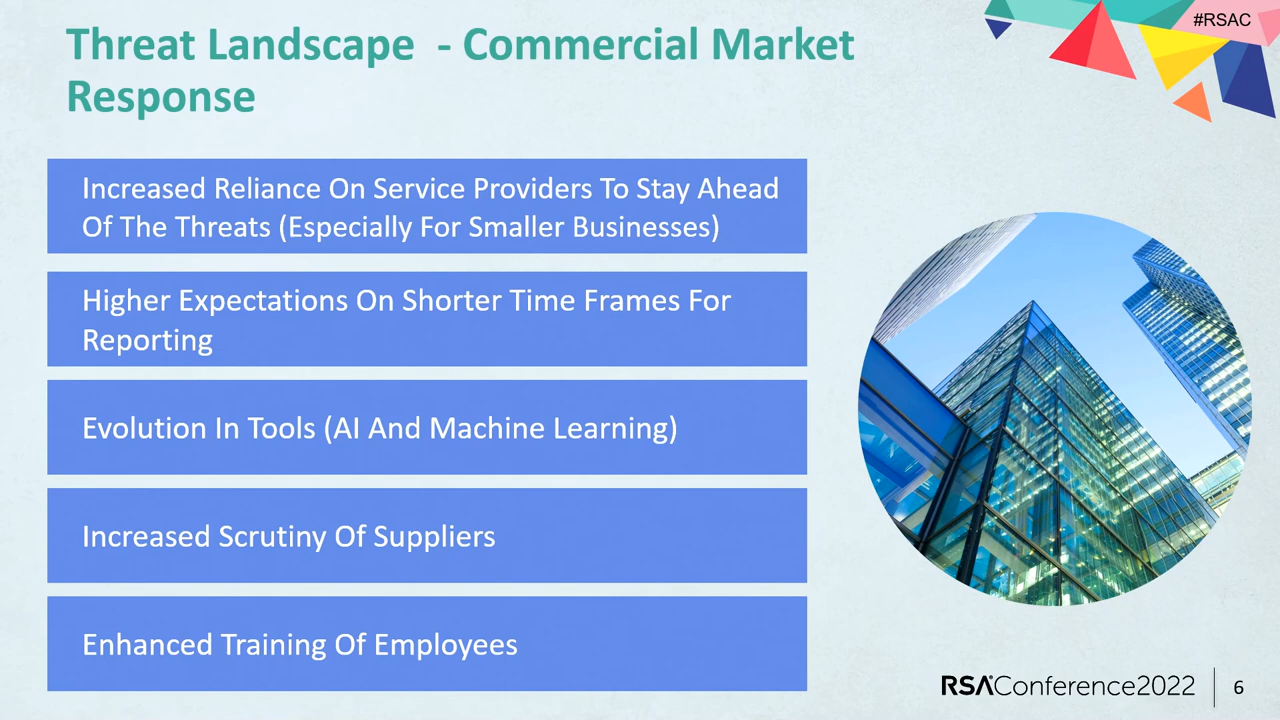 #RSAC
Threat Landscape  - Commercial Market
Response
Increased Reliance On Service Providers To Stay Ahead
Of The Threats (Especially For Smaller Businesses)
Higher Expectations On Shorter Time Frames For
Reporting
Evolution In Tools (AI And Machine Learning)
Increased Scrutiny Of Suppliers
Enhanced Training Of Employees
RSAConference2022
6